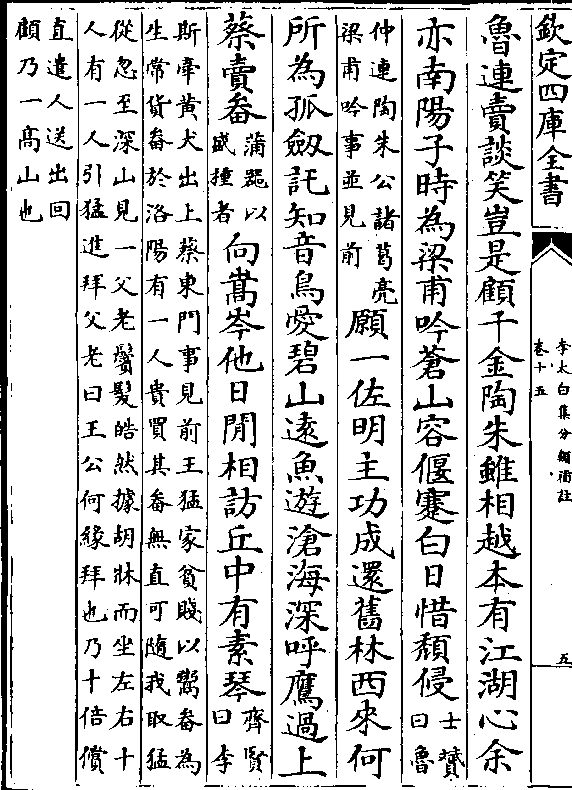 欽定四庫全書
李太白集分類補註
卷十五
五
魯連賣談笑豈是顧千金陶朱雖相越本有江湖心余
亦南陽子時為梁甫吟蒼山容偃蹇白日惜頽侵
士贇
曰魯
仲連陶朱公諸葛亮
梁甫吟事並見前
願一佐明主功成還舊林西來何
所為孤劔託知音鳥愛碧山遠魚遊滄海深呼鷹過上
蔡賣畚
蒲器以
盛種者
向嵩岑他日閒相訪丘中有素琴
齊賢
曰李
斯牽黄犬出上蔡東門事見前王猛家貧賤以鬻畚為
生常貨畚於洛陽有一人貴買其畚無直可隨我取猛
從忽至深山見一父老鬢髮皓然據胡牀而坐左右十
人有一人引猛進拜父老曰王公何緣拜也乃十倍償
直遣人送出回
顧乃一髙山也